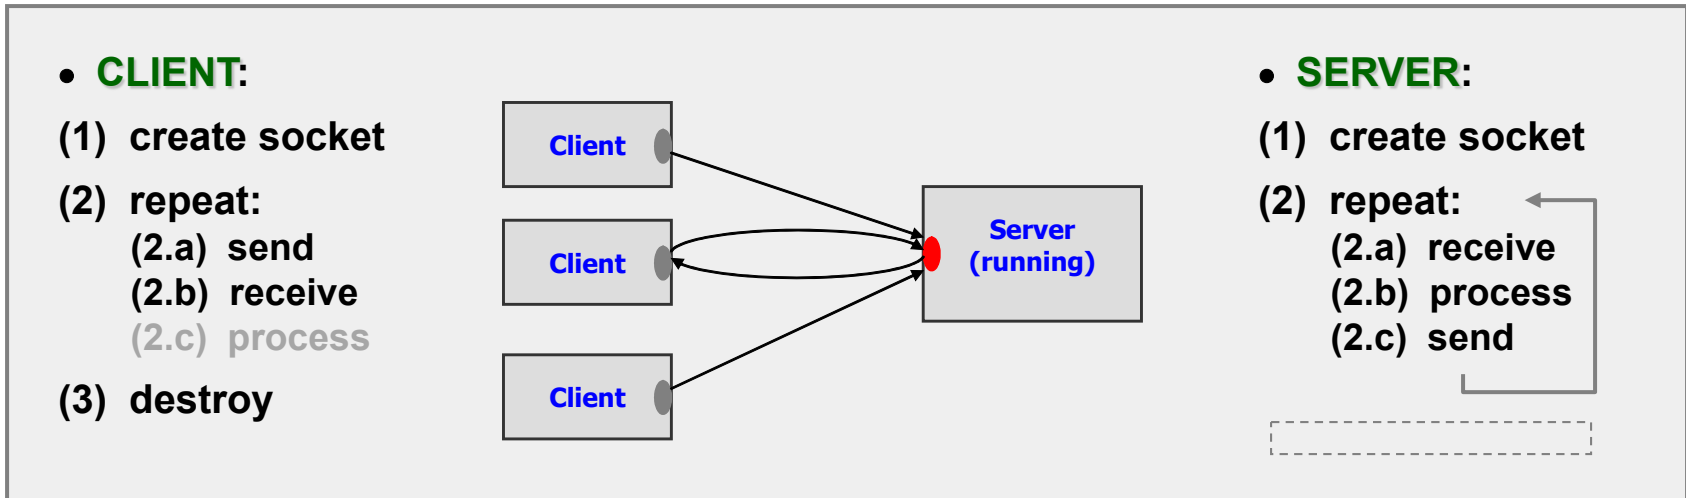 • CLIENT:
(1) create socket
(2) repeat:
(2.a) send
(2.b) receive
(2.c) process
(3) destroy
Client
Client
Client
Server
(running)
• SERVER:
(1) create socket
(2) repeat:
(2.a) receive
(2.b) process
(2.c) send